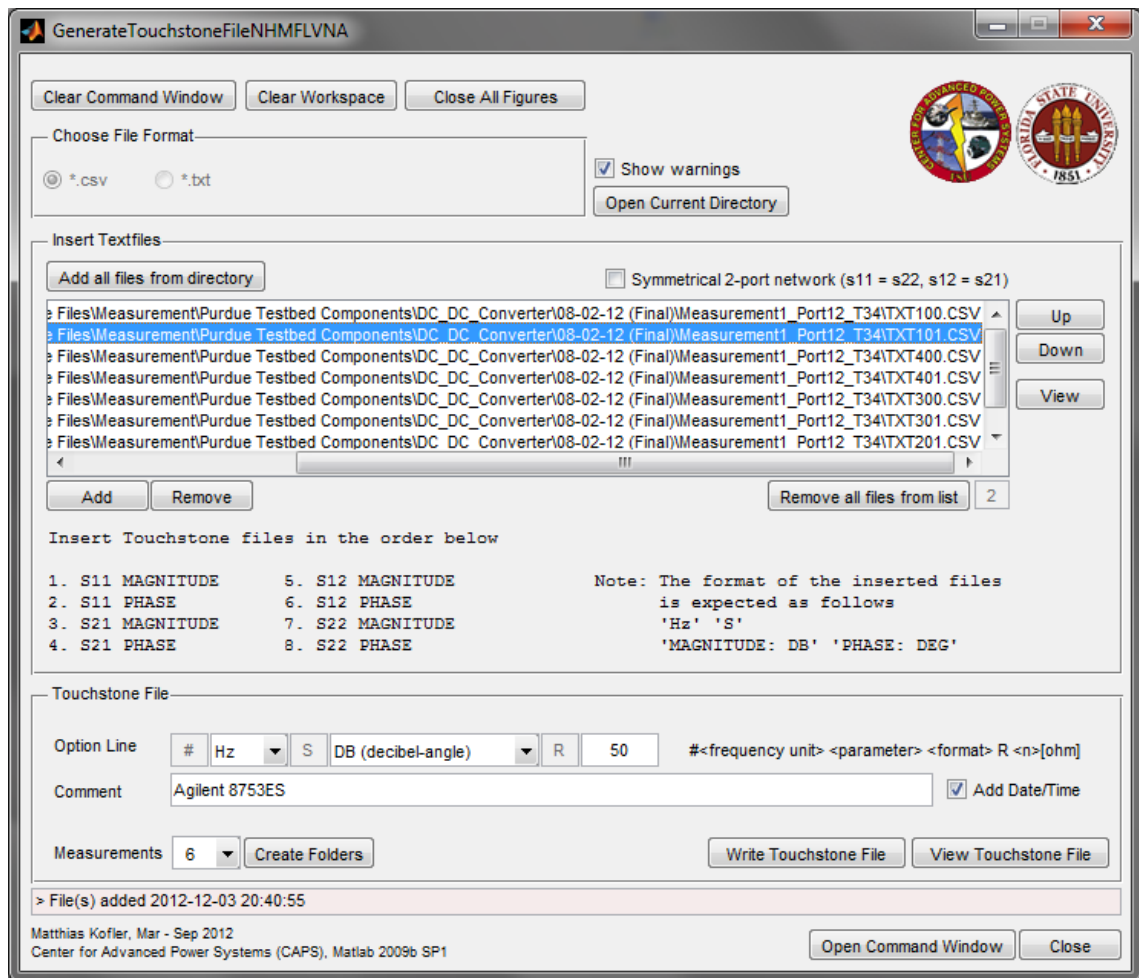 GenerateTouchstoneFileNHMFLVNA
Clear Command Window Clear Workspace Close All Figures
CENTER FOR ADVANCED POWER SYSTEMS FSU
FLORIDA STATE UNIVERSITY 1851
Choose File Format
*.csv *.txt
Show warnings
Open Current Directory
Insert Textfiles
Add all files from directory Symmetrical 2-port network (s11 = s22, s12 = s21)
e Files\Measurement\Purdue Testbed Components\DC_DC_Converter\08-02-12 (Final)\Measurement1_Port12_T34\TXT100.CSV
e Files\Measurement\Purdue Testbed Components\DC_DC_Converter\08-02-12 (Final)\Measurement1_Port12_T34\TXT101.CSV
e Files\Measurement\Purdue Testbed Components\DC_DC_Converter\08-02-12 (Final)\Measurement1_Port12_T34\TXT400.CSV
e Files\Measurement\Purdue Testbed Components\DC_DC_Converter\08-02-12 (Final)\Measurement1_Port12_T34\TXT401.CSV
e Files\Measurement\Purdue Testbed Components\DC_DC_Converter\08-02-12 (Final)\Measurement1_Port12_T34\TXT300.CSV
e Files\Measurement\Purdue Testbed Components\DC_DC_Converter\08-02-12 (Final)\Measurement1_Port12_T34\TXT301.CSV
e Files\Measurement\Purdue Testbed Components\DC_DC_Converter\08-02-12 (Final)\Measurement1_Port12_T34\TXT201.CSV
Up
Down
View
Add Remove Remove all files from list 2
Insert Touchstone files in the order below
1. S11 MAGNITUDE 5. S12 MAGNITUDE Note: The format of the inserted files
2. S11 PHASE 6. S12 PHASE is expected as follows
3. S21 MAGNITUDE 7. S22 MAGNITUDE 'Hz' 'S'
4. S21 PHASE 8. S22 PHASE 'MAGNITUDE: DB' 'PHASE: DEG'
Touchstone File
Option Line # Hz S DB (decibel-angle) R 50 #<frequency unit> <parameter> <format> R <n>[ohm]
Comment Agilent 8753ES Add Date/Time
Measurements 6 Create Folders Write Touchstone File View Touchstone File
> File(s) added 2012-12-03 20:40:55
Matthias Kofler, Mar - Sep 2012
Center for Advanced Power Systems (CAPS), Matlab 2009b SP1
Open Command Window Close